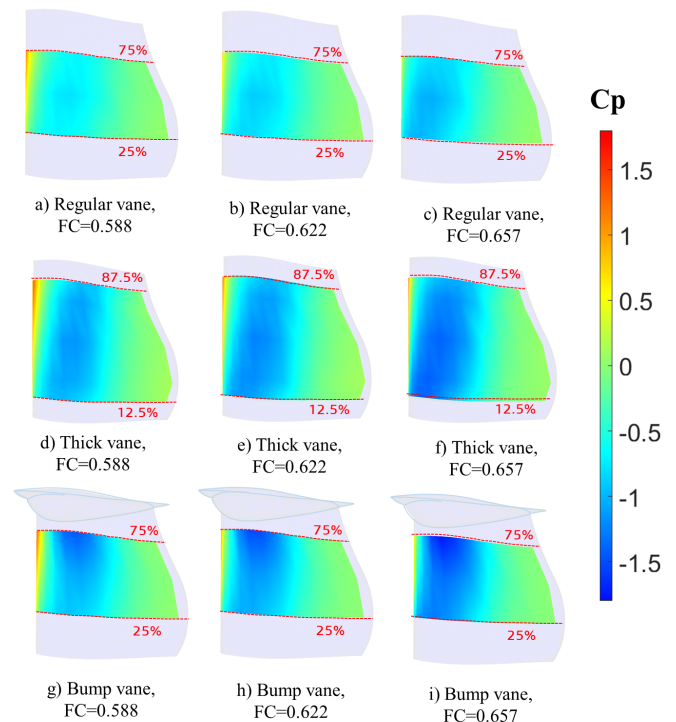 75%
75%
75%
25%
25%
25%
a) Regular vane,
FC=0.588
b) Regular vane,
FC=0.622
c) Regular vane,
FC=0.657
87.5%
87.5%
87.5%
12.5%
12.5%
12.5%
d) Thick vane,
FC=0.588
e) Thick vane,
FC=0.622
f) Thick vane,
FC=0.657
75%
75%
75%
25%
25%
25%
g) Bump vane,
FC=0.588
h) Bump vane,
FC=0.622
i) Bump vane,
FC=0.657
Cp
1.5
1
0.5
0
-0.5
-1
-1.5